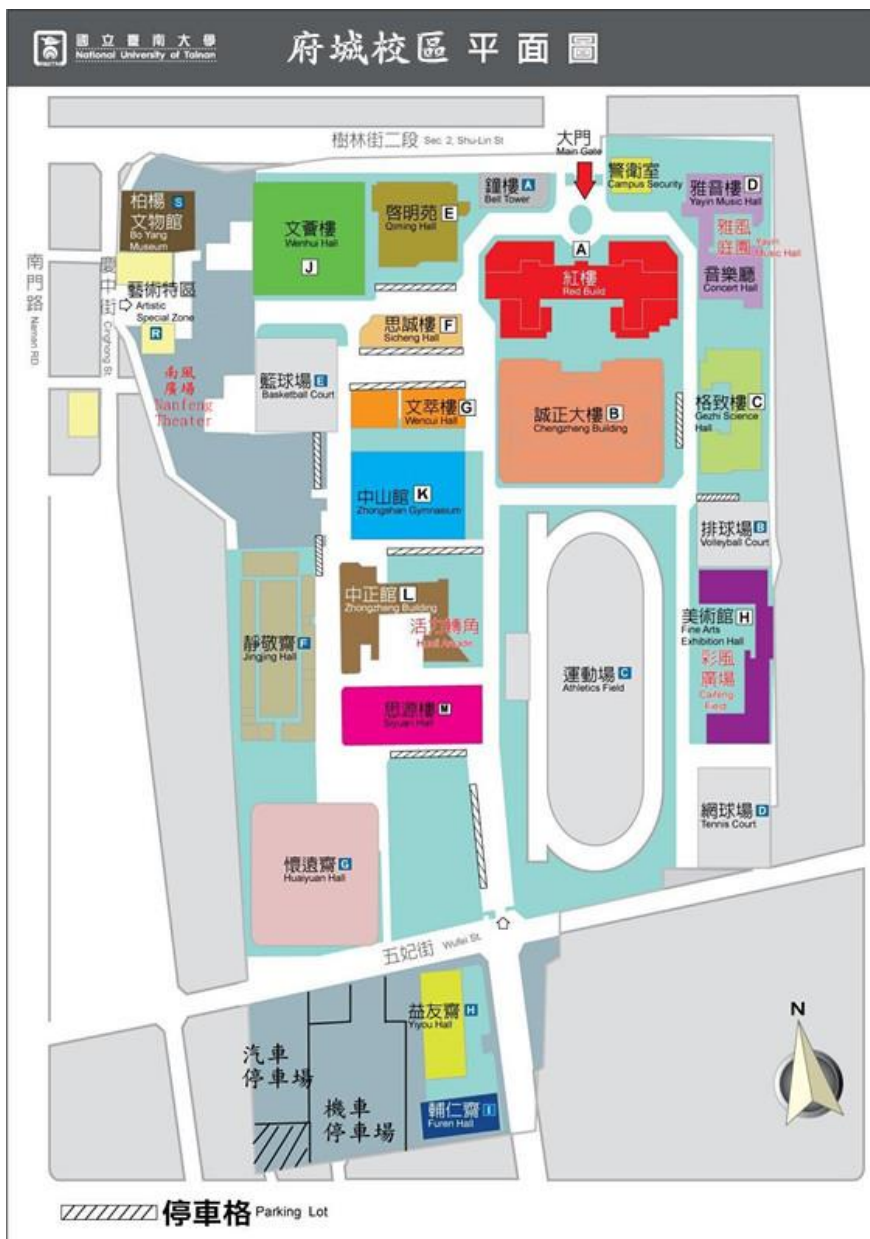 國立臺南大學
National University of Tainan
府城校區平面圖
樹林街二段 Sec. 2, Shu-Lin St
大門
Main Gate
警衛室
Campus Security
鐘樓 A
Bell Tower
雅音樓 D
Yayin Music Hall
雅風
庭園 Yayin
Music Hall
音樂廳
Concert Hall
柏楊 S
文物館
Bo Yang
Museum
文薈樓
Wenhui Hall
J
啓明苑 E
Qiming Hall
A
紅樓
Red Build
南門路
Nanman RD
慶中街
Cinghong St.
藝術特區
Artistic
Special Zone
R
思誠樓 F
Sicheng Hall
南風
廣場
Nanfeng
Theater
籃球場 E
Basketball Court
文萃樓 G
Wencui Hall
誠正大樓 B
Chengzheng Building
格致樓 C
Gezhi Science
Hall
中山館 K
Zhongshan Gymnaeium
排球場 B
Volleyball Court
中正館 L
Zhongzheng Building
活力轉角
美術館 H
Fine Arts
Exhibition Hall
彩風
廣場
Caifeng
Field
靜敬齋 F
Jingjing Hall
運動場 C
Athletics Field
思源樓 M
Siyuan Hall
網球場 D
Tennis Court
懷遠齋 G
Huaiyuan Hall
五妃街 Wufei St.
益友齋 H
Yiyou Hall
汽車
停車場
機車
停車場
輔仁齋 I
Furen Hall
N
停車格 Parking Lot